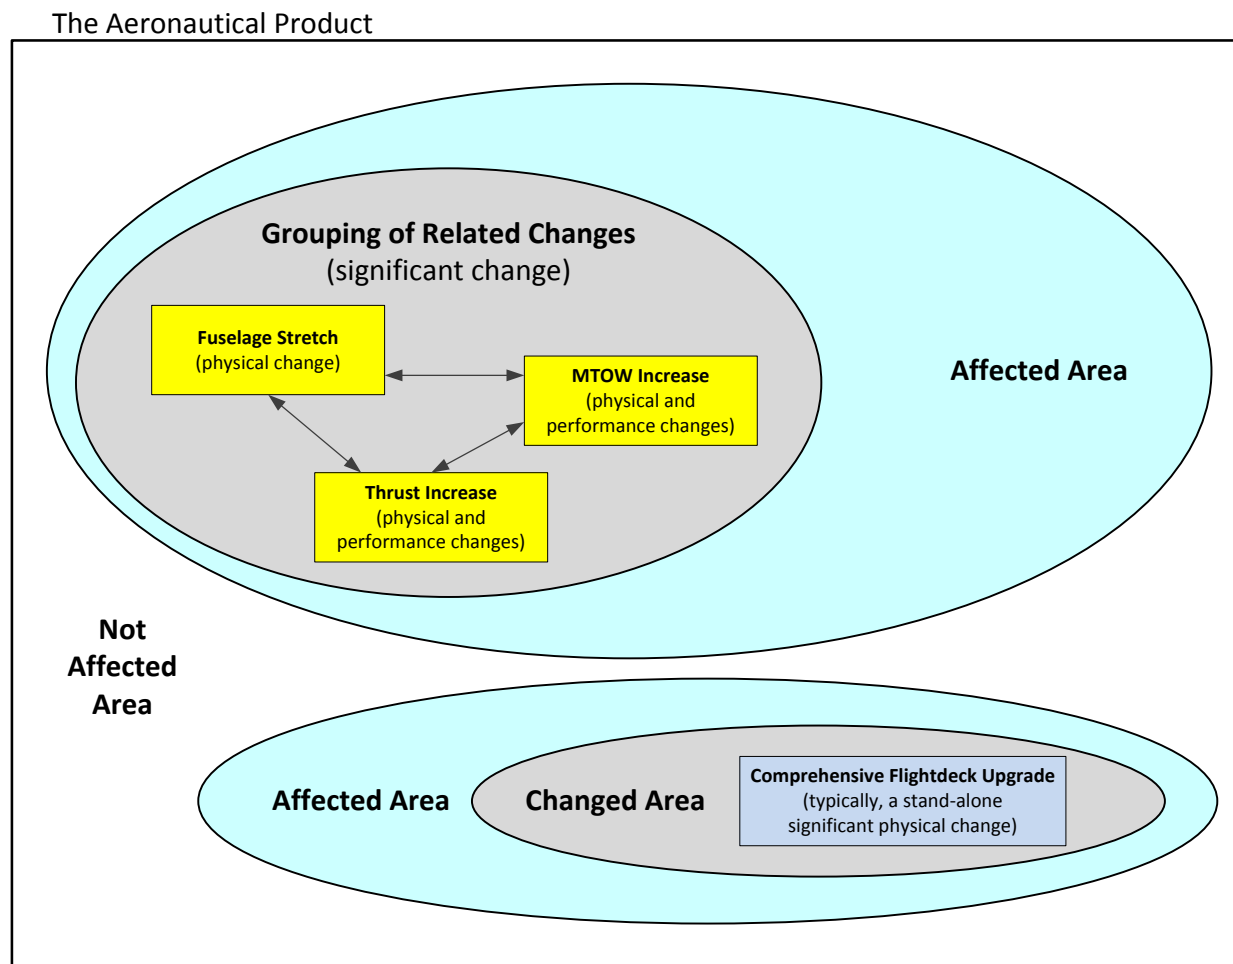 The Aeronautical Product
Grouping of Related Changes
(significant change)
Fuselage Stretch
(physical change)
MTOW Increase
(physical and
performance changes)
Thrust Increase
(physical and
performance changes)
Affected Area
Not
Affected
Area
Affected Area
Changed Area
Comprehensive Flightdeck Upgrade
(typically, a stand-alone
significant physical change)